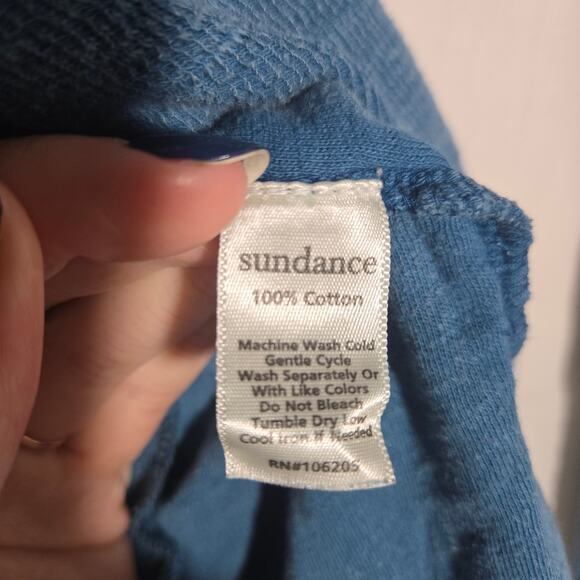 sundance
100% Cotton
Machine Wash Cold
Gentle Cycle
Wash Separately Or
With Like Colors
Do Not Bleach
Tumble Dry Low
Cool Iron If Needed
RN#106205